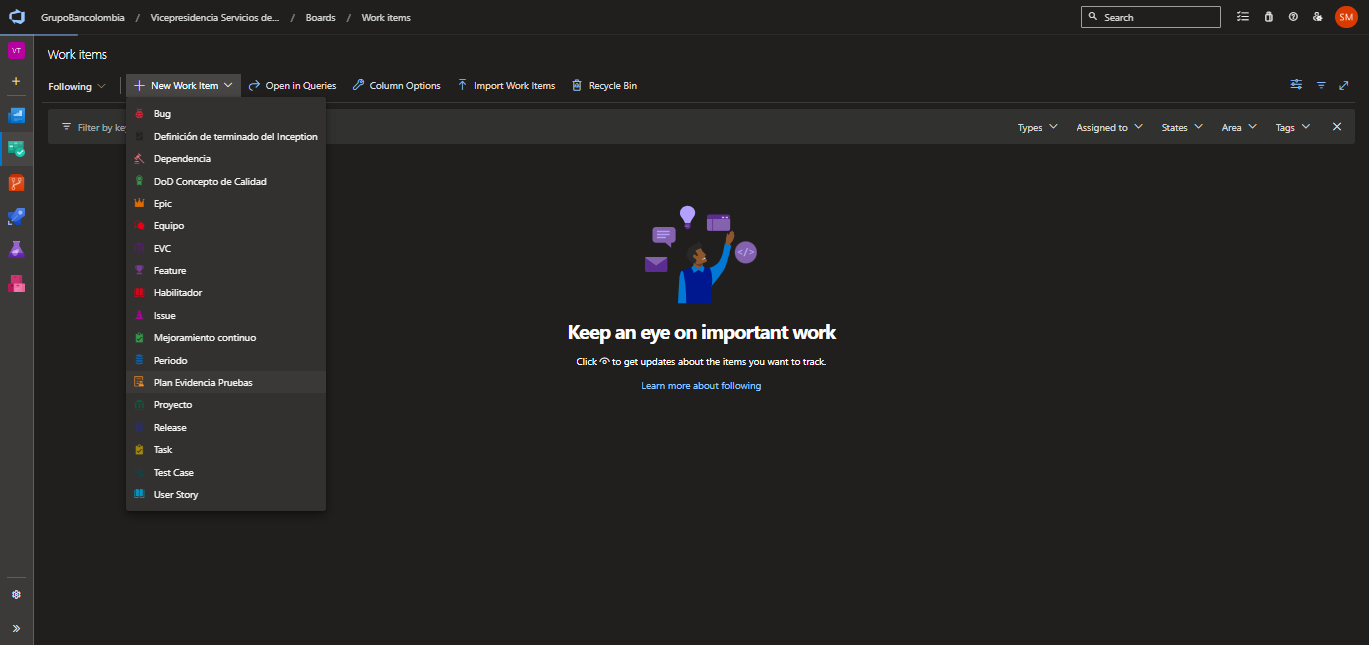 GrupoBancolombia / Vicepresidencia Servicios de... / Boards / Work items
Search
SM
VT
Work items
Following
New Work Item
Open in Queries
Column Options
Import Work Items
Recycle Bin
Filter by ke
Types
Assigned to
States
Area
Tags
Bug
Definición de terminado del Inception
Dependencia
DoD Concepto de Calidad
Epic
Equipo
EVC
Feature
Habilitador
Issue
Mejoramiento continuo
Periodo
Plan Evidencia Pruebas
Proyecto
Release
Task
Test Case
User Story
</>
Keep an eye on important work
Click to get updates about the items you want to track.
Learn more about following